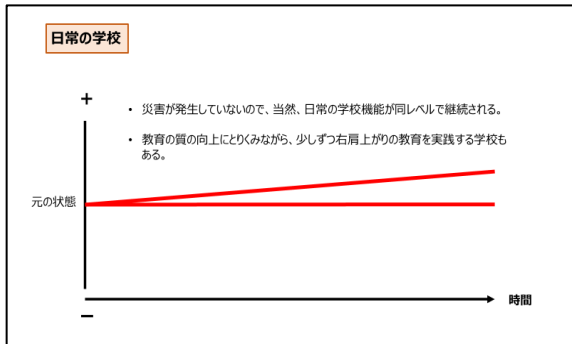 日常の学校
+
• 災害が発生していないので、当然、日常の学校機能が同レベルで継続される。
• 教育の質の向上にとりくみながら、少しずつ右肩上がりの教育を実践する学校も
ある。
元の状態
時間
−